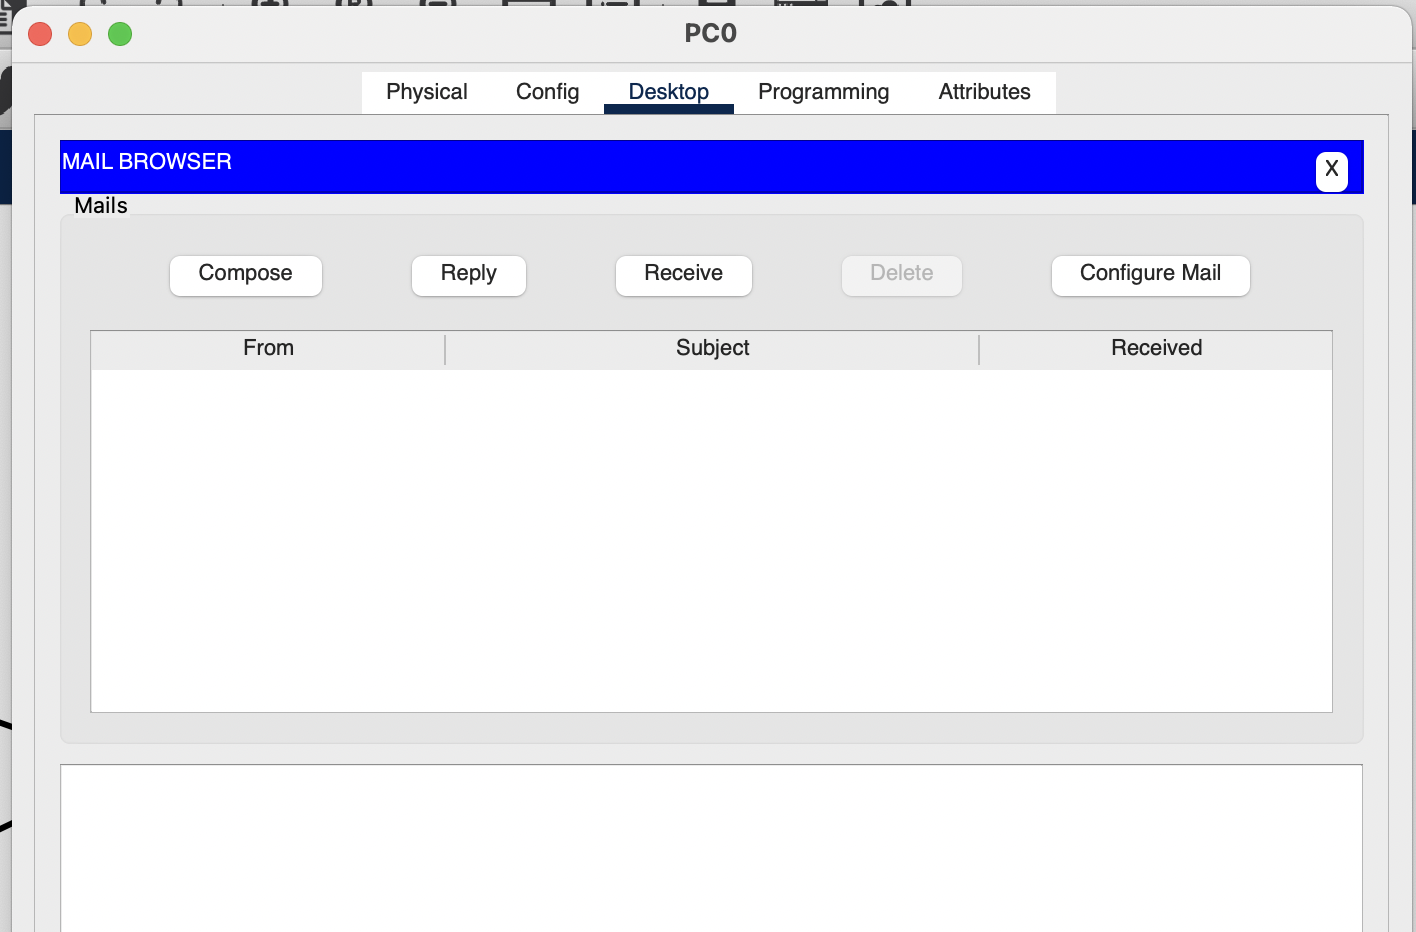 PC0
Physical Config Desktop Programming Attributes
MAIL BROWSER X
Mails
Compose Reply Receive Delete Configure Mail
From Subject Received